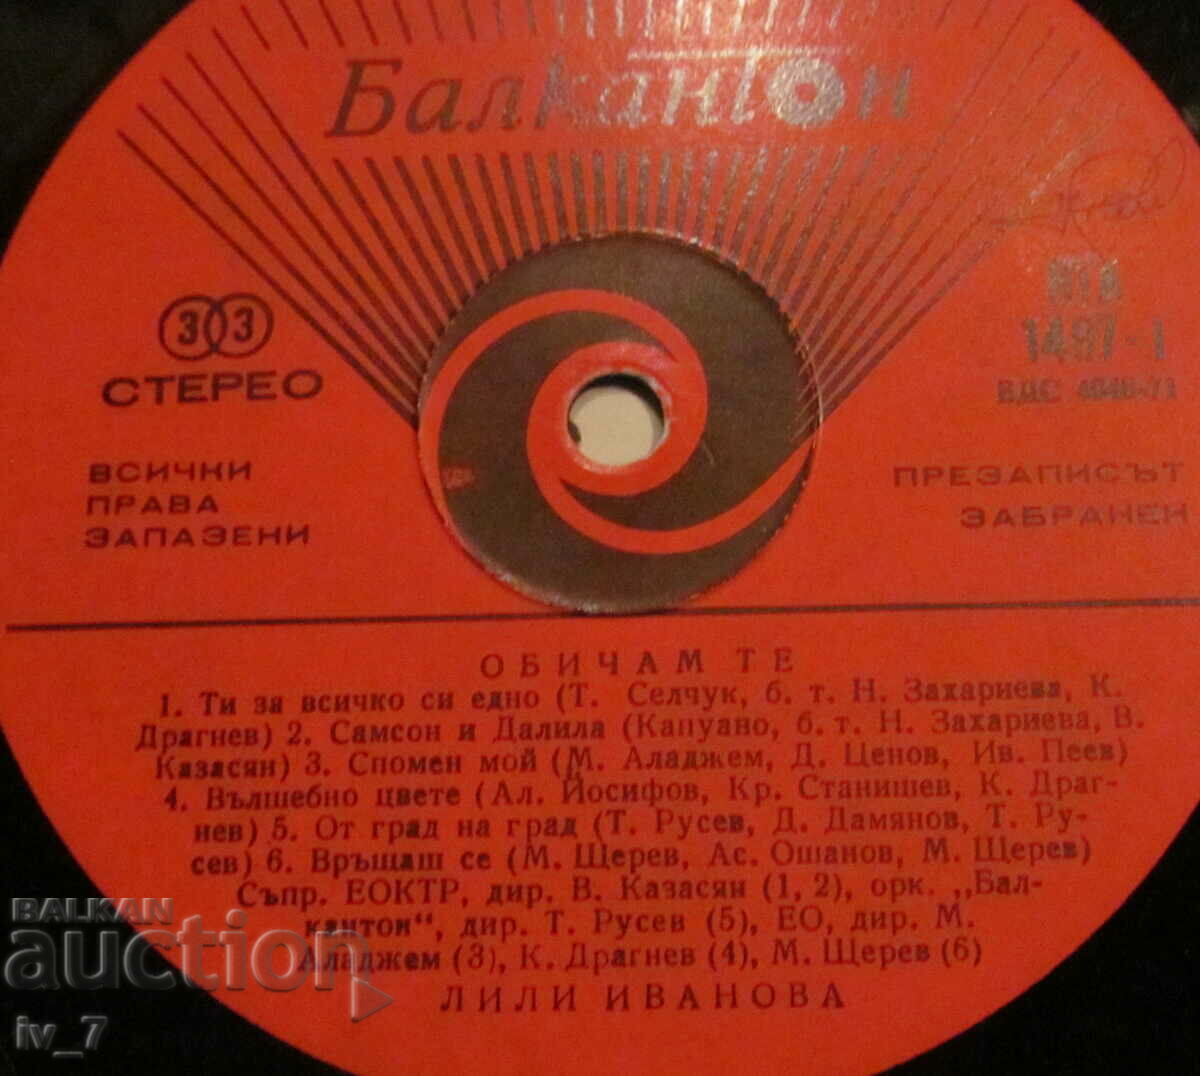 Балкантон
33
СТЕРЕО
ВСИЧКИ
ПРАВА
ЗАПАЗЕНИ
ВТА
1497-1
ПРЕЗАПИСЪТ
ЗАБРАНЕН
ОБИЧАМ ТЕ
1. Ти за всичко си едно (Т. Селчук, б. т. Н. Захариева, К.
Драгнев) 2. Самсон и Далила (Капуано, б. т. Н. Захариева, В.
Казасян) 3. Спомен мой (М. Аладжем, Д. Ценов, Ив. Пеев)
4. Вълшебно цвете (Ал. Йосифов, Кр. Станишев, К. Драг-
нев) 5. От град на град (Т. Русев, Д. Дамянов, Т. Ру-
сев) 6. Връщаш се (М. Щерев, Ас. Ошанов, М. Щерев)
Съпр. ЕОКТР, дир. В. Казасян (1, 2), орк. „Бал-
кантон“, дир. Т. Русев (5), ЕО, дир. М.
Аладжем (3), К. Драгнев (4), М. Щерев (6)
ЛИЛИ ИВАНОВА
BALKAN
auction
iv_7